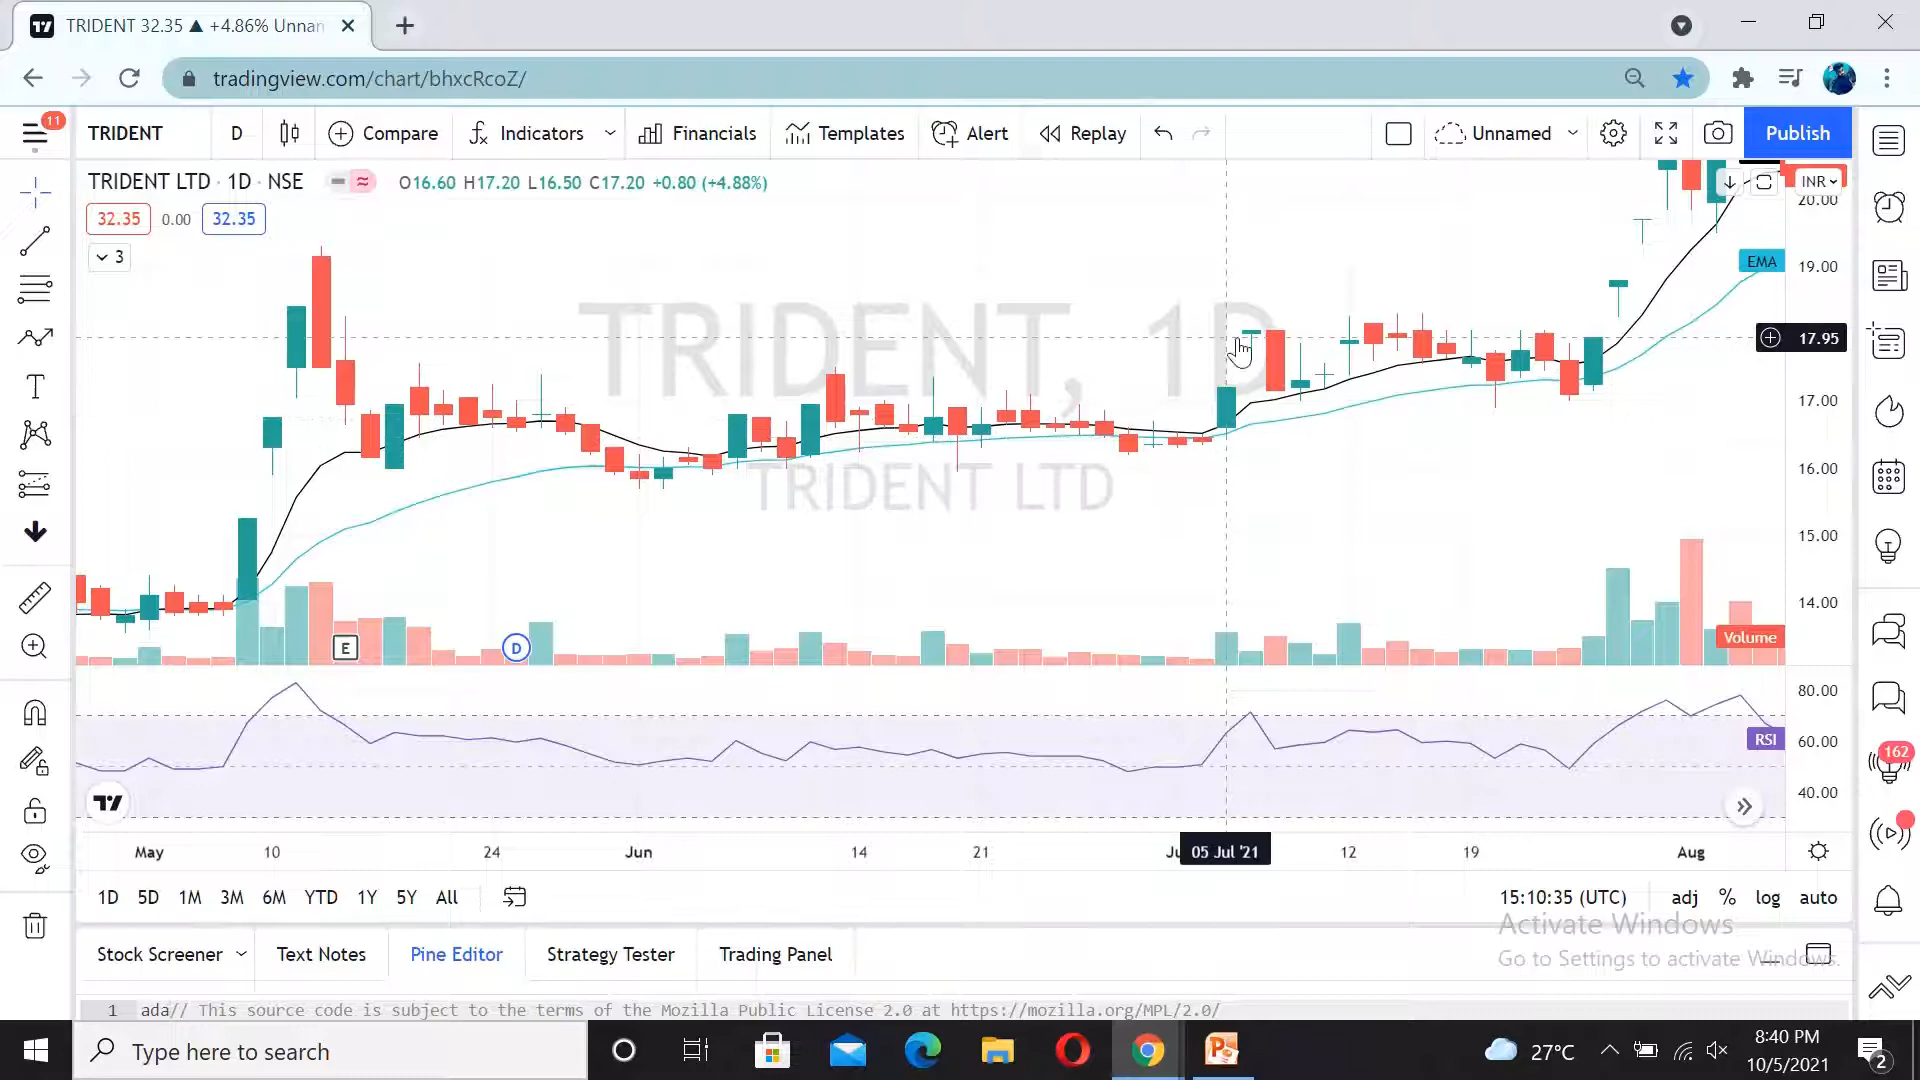 TRIDENT 32.35 ▲ +4.86% Unnan
tradingview.com/chart/bhxcRcoZ/
11
TRIDENT D Compare Indicators Financials Templates Alert Replay Unnamed Publish
TRIDENT LTD · 1D · NSE O16.60 H17.20 L16.50 C17.20 +0.80 (+4.88%)
INR
32.35 0.00 32.35
20.00
3
EMA
19.00
TRIDENT, 1D
17.95
17.00
16.00
TRIDENT LTD
15.00
14.00
Volume
E
D
80.00
RSI
60.00
162
40.00
May 10 24 Jun 14 21 Ju 05 Jul '21 12 19 Aug
1D 5D 1M 3M 6M YTD 1Y 5Y All 15:10:35 (UTC) adj % log auto
Activate Windows
Go to Settings to activate Windows.
Stock Screener Text Notes Pine Editor Strategy Tester Trading Panel
1 ada// This source code is subject to the terms of the Mozilla Public License 2.0 at https://mozilla.org/MPL/2.0/
Type here to search
27°C
8:40 PM
10/5/2021
2